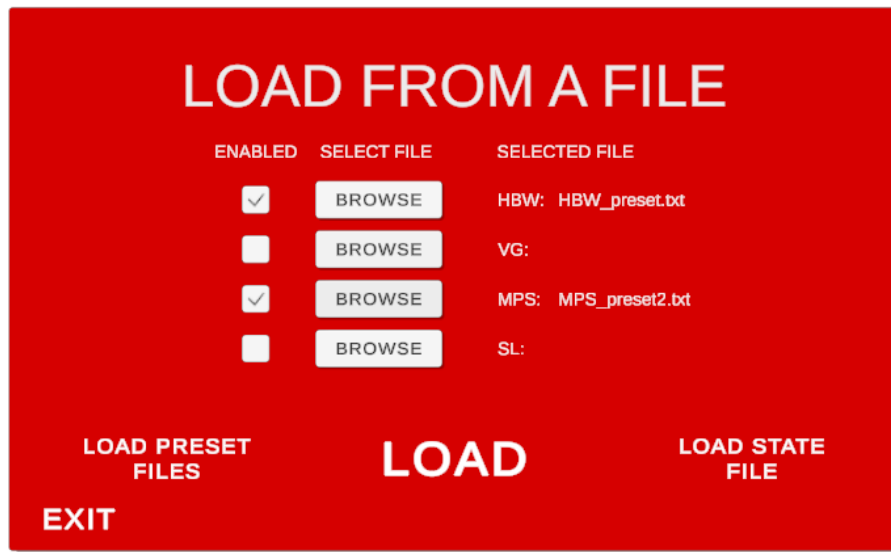 LOAD FROM A FILE
ENABLED SELECT FILE SELECTED FILE
BROWSE HBW: HBW_preset.txt
BROWSE VG:
BROWSE MPS: MPS_preset2.txt
BROWSE SL:
LOAD PRESET
FILES
LOAD
LOAD STATE
FILE
EXIT